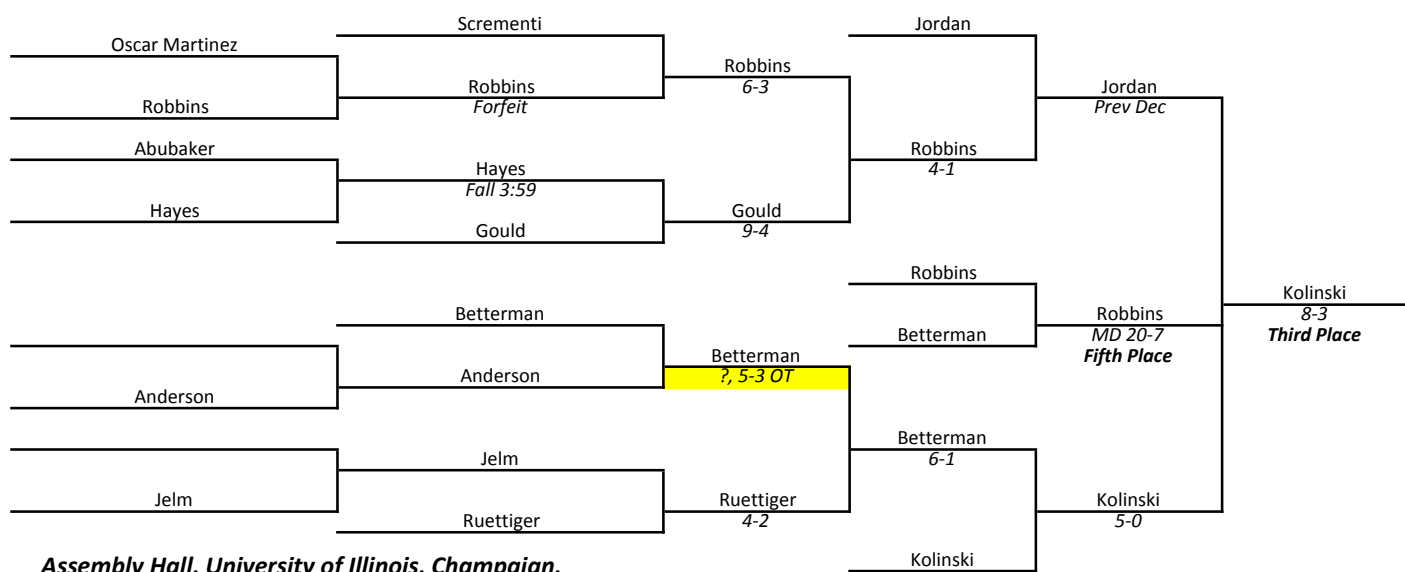 Scrementi
Jordan
Oscar Martinez
Robbins
6-3
Robbins
Forfeit
Jordan
Prev Dec
Robbins
Abubaker
Robbins
4-1
Hayes
Fall 3:59
Hayes
Gould
9-4
Gould
Robbins
Kolinski
8-3
Third Place
Betterman
Robbins
MD 20-7
Fifth Place
Betterman
Betterman
?, 5-3 OT
Anderson
Anderson
Betterman
6-1
Jelm
Jelm
Ruettiger
4-2
Kolinski
5-0
Ruettiger
Kolinski
Assembly Hall, University of Illinois, Champaign,